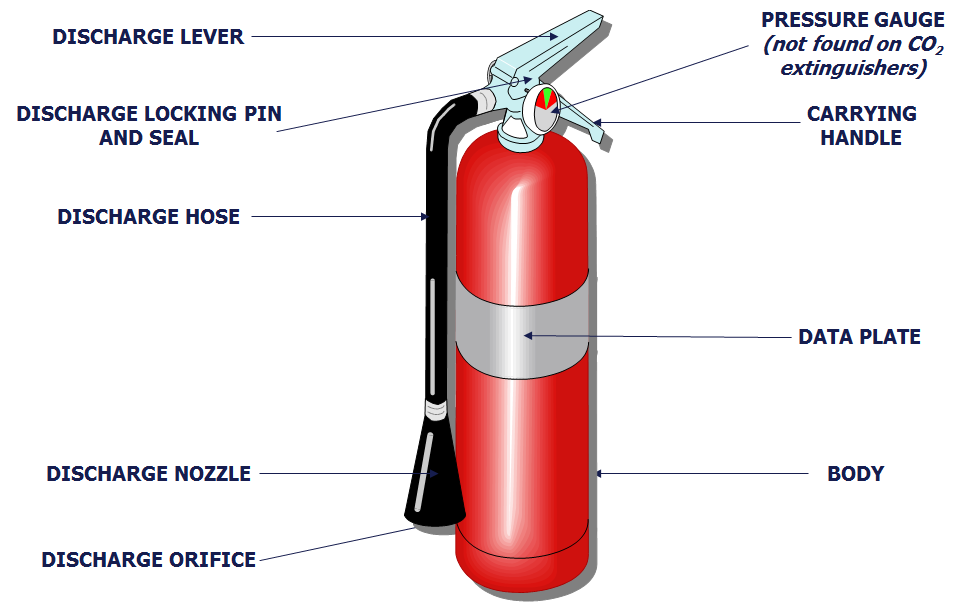 DISCHARGE LEVER
PRESSURE GAUGE
(not found on CO₂
extinguishers)
DISCHARGE LOCKING PIN
AND SEAL
CARRYING
HANDLE
DISCHARGE HOSE
DATA PLATE
DISCHARGE NOZZLE
BODY
DISCHARGE ORIFICE